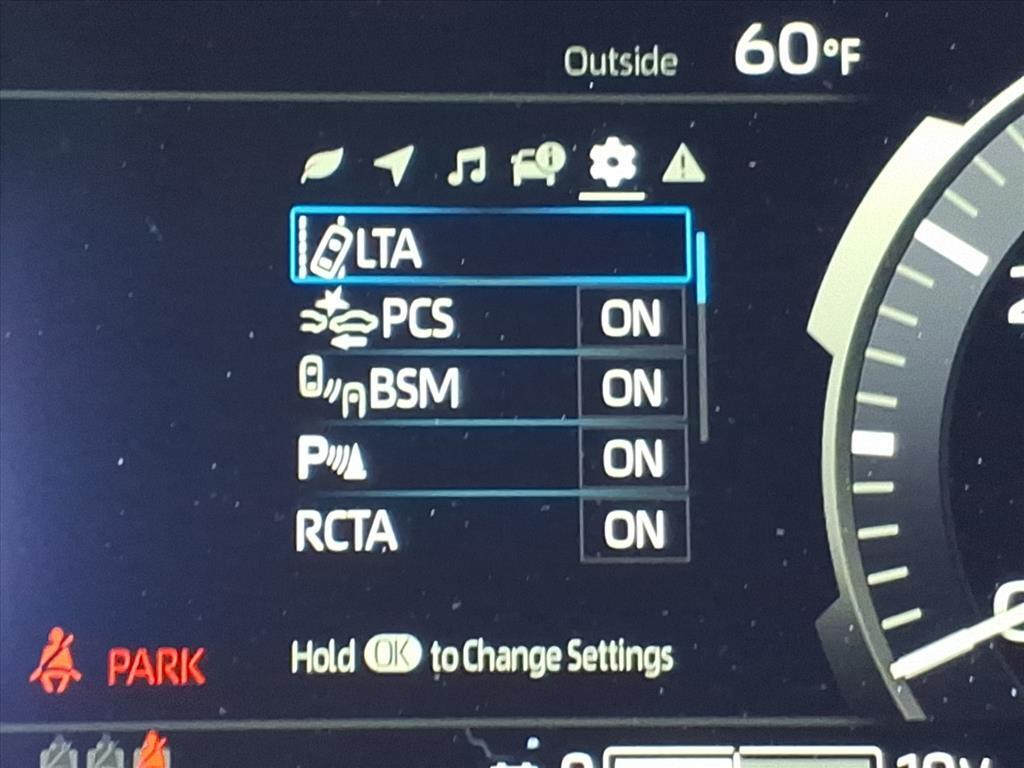 Outside 60°F
LTA
PCS ON
BSM ON
P ON
RCTA ON
PARK
Hold OK to Change Settings